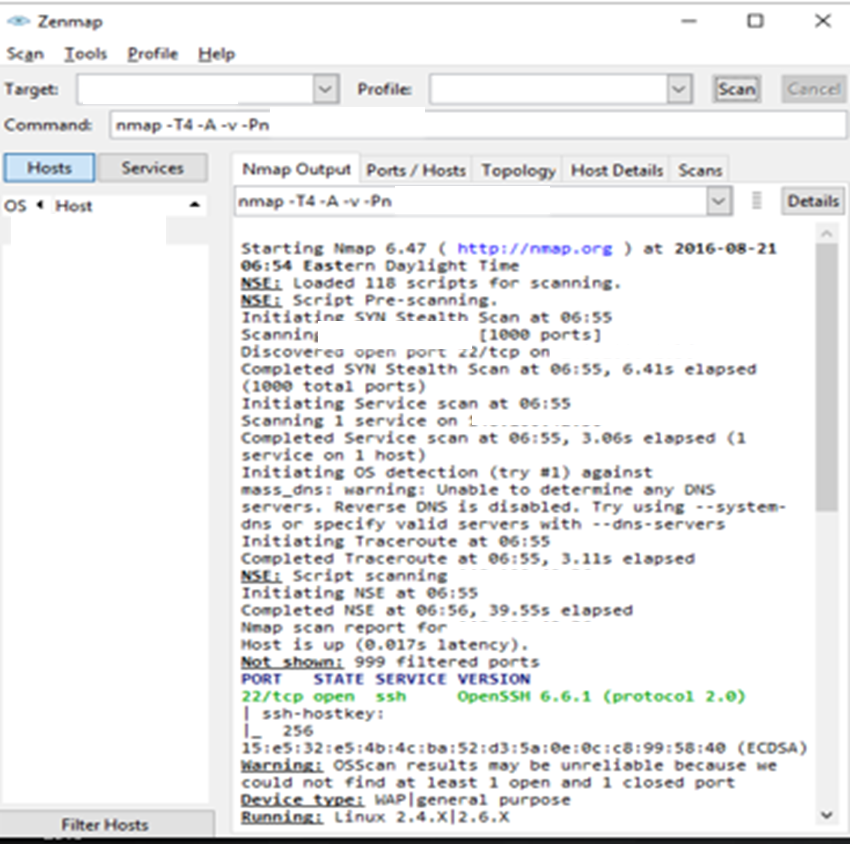 Zenmap
Scan Tools Profile Help
Target: Profile: Scan Cancel
Command: nmap -T4 -A -v -Pn
Hosts Services
OS Host
Nmap Output Ports / Hosts Topology Host Details Scans
nmap -T4 -A -v -Pn Details
Starting Nmap 6.47 ( http://nmap.org ) at 2016-08-21
06:54 Eastern Daylight Time
NSE: Loaded 118 scripts for scanning.
NSE: Script Pre-scanning.
Initiating SYN Stealth Scan at 06:55
Scanning [1000 ports]
Discovered open port 22/tcp on
Completed SYN Stealth Scan at 06:55, 6.41s elapsed
(1000 total ports)
Initiating Service scan at 06:55
Scanning 1 service on
Completed Service scan at 06:55, 3.06s elapsed (1
service on 1 host)
Initiating OS detection (try #1) against
mass_dns: warning: Unable to determine any DNS
servers. Reverse DNS is disabled. Try using --system-
dns or specify valid servers with --dns-servers
Initiating Traceroute at 06:55
Completed Traceroute at 06:55, 3.11s elapsed
NSE: Script scanning
Initiating NSE at 06:55
Completed NSE at 06:56, 39.55s elapsed
Nmap scan report for
Host is up (0.017s latency).
Not shown: 999 filtered ports
PORT STATE SERVICE VERSION
22/tcp open ssh OpenSSH 6.6.1 (protocol 2.0)
| ssh-hostkey:
|_ 256
15:e5:32:e5:4b:4c:ba:52:d3:5a:0e:0c:c8:99:58:40 (ECDSA)
Warning: OSScan results may be unreliable because we
could not find at least 1 open and 1 closed port
Device type: WAP|general purpose
Running: Linux 2.4.X|2.6.X
Filter Hosts